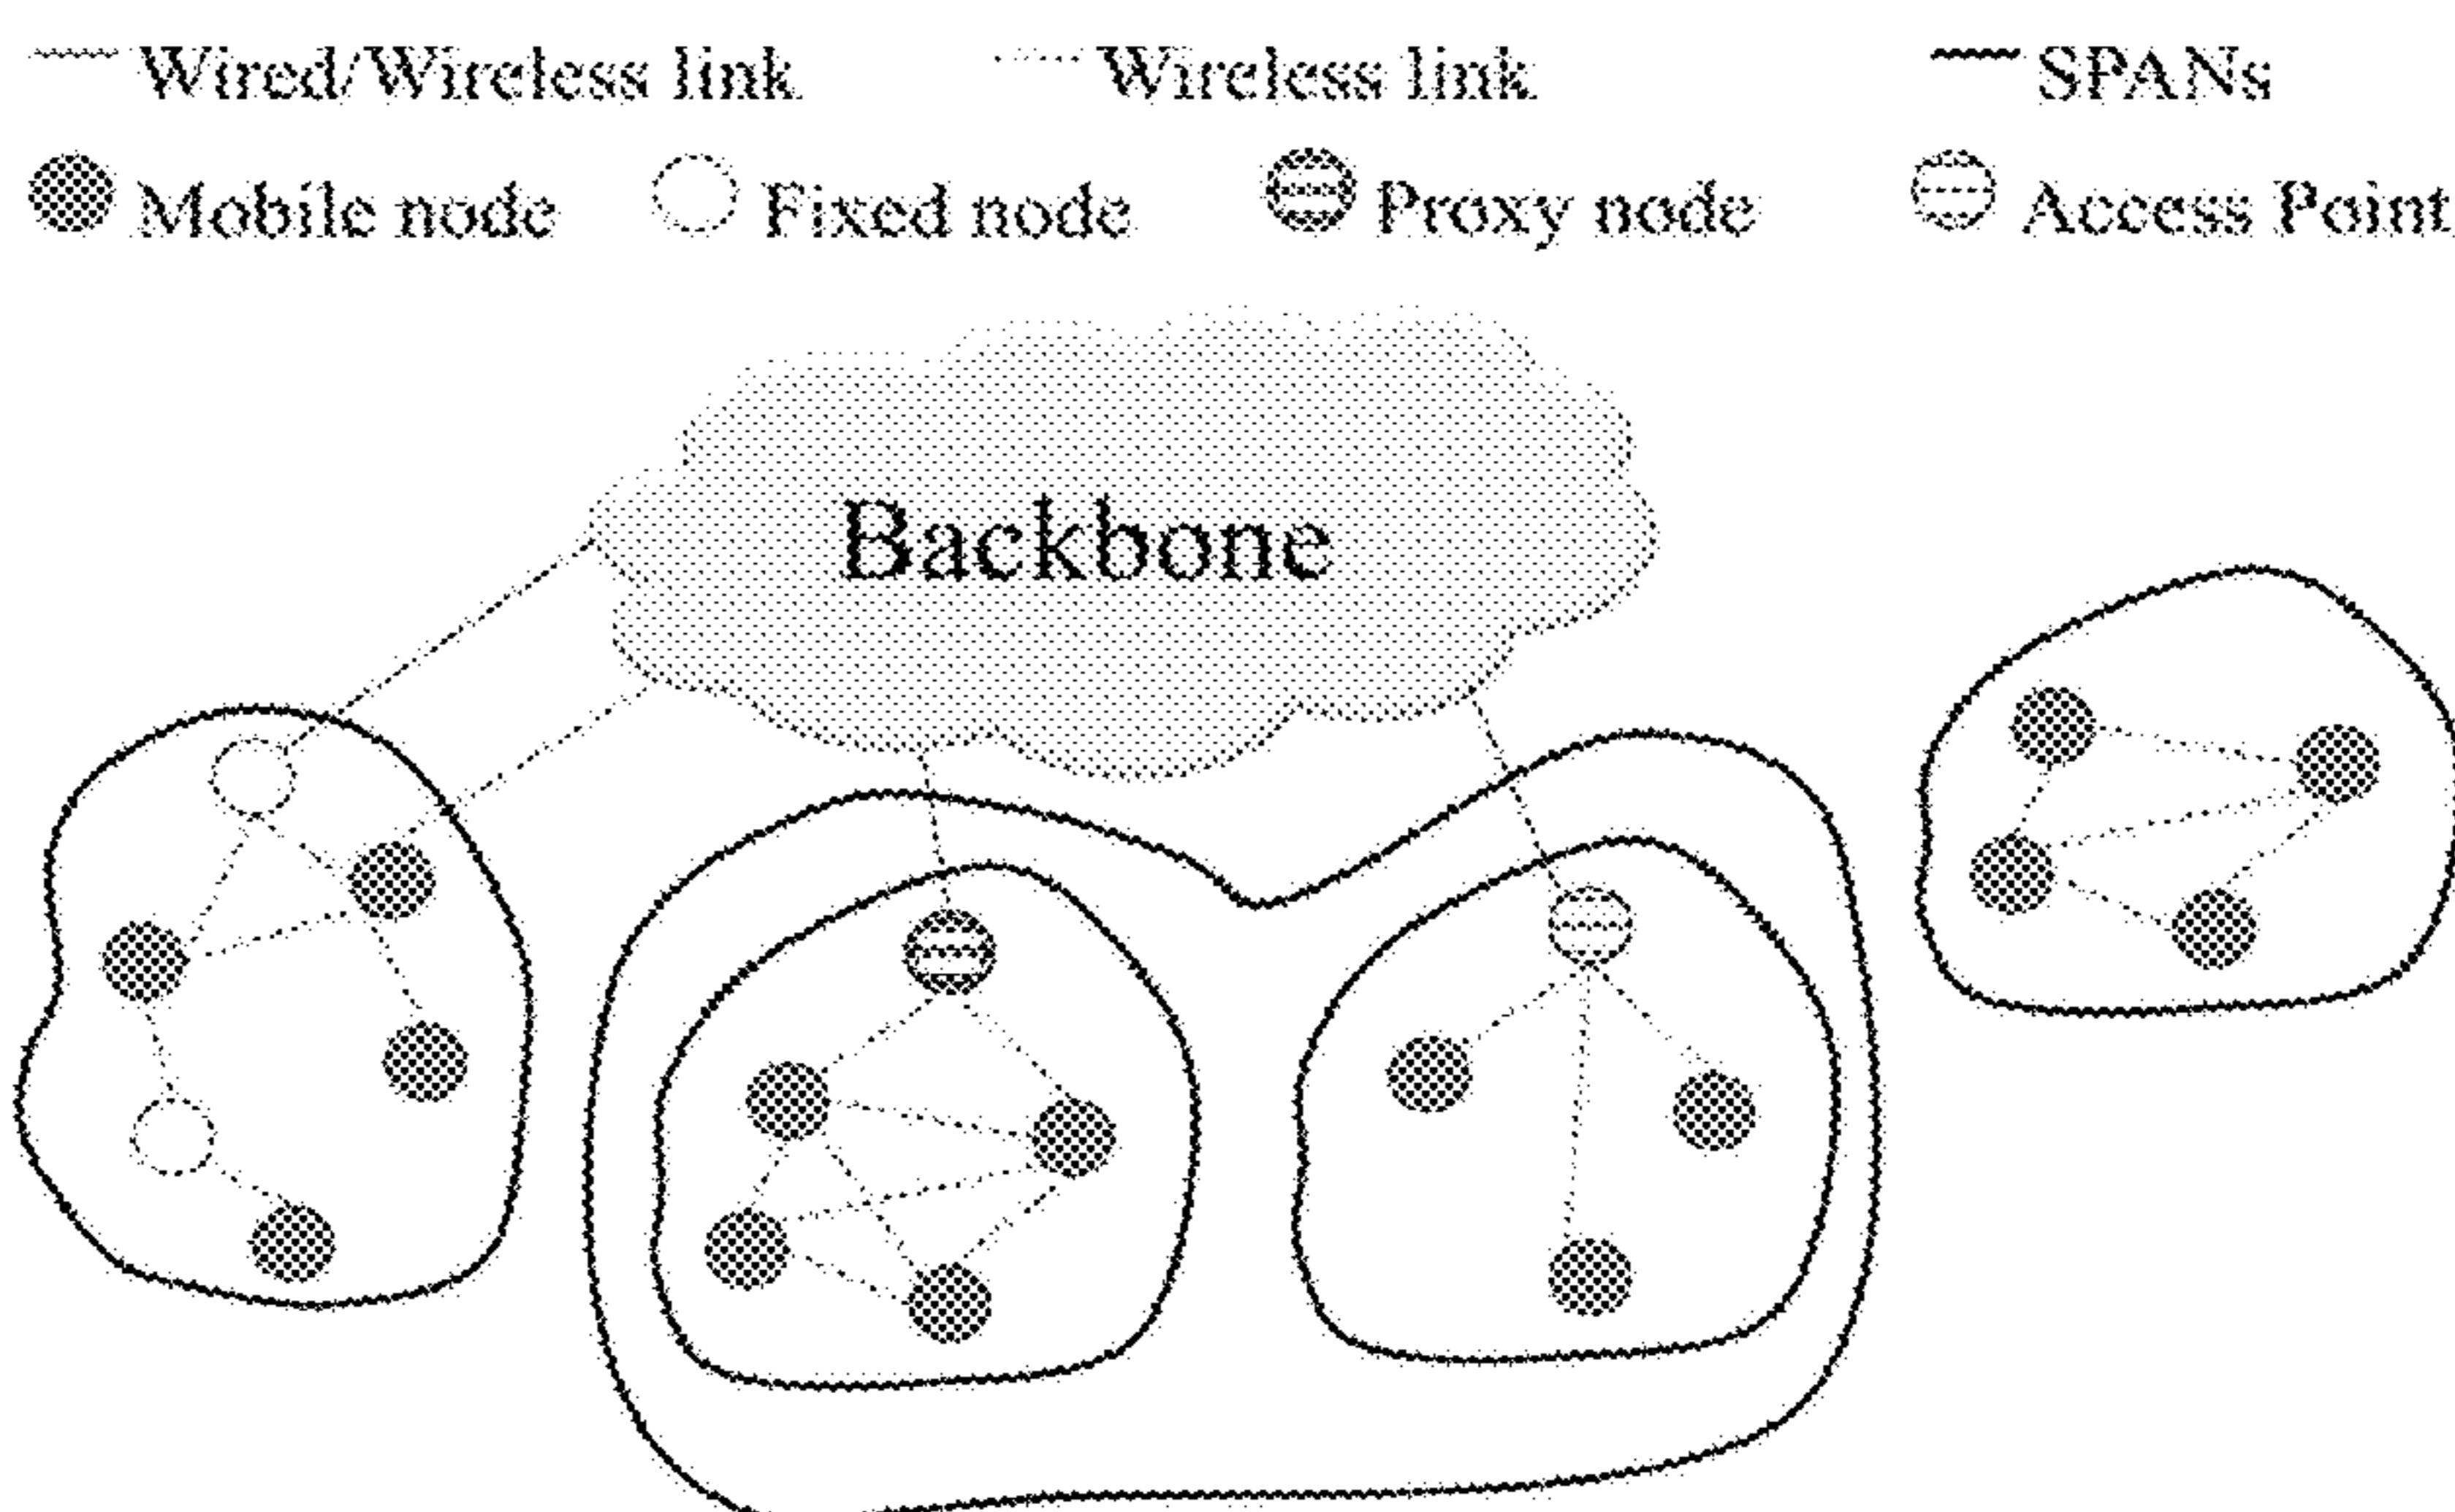 Wired/Wireless link Wireless link SPANs
Mobile node Fixed node Proxy node Access Point
Backbone